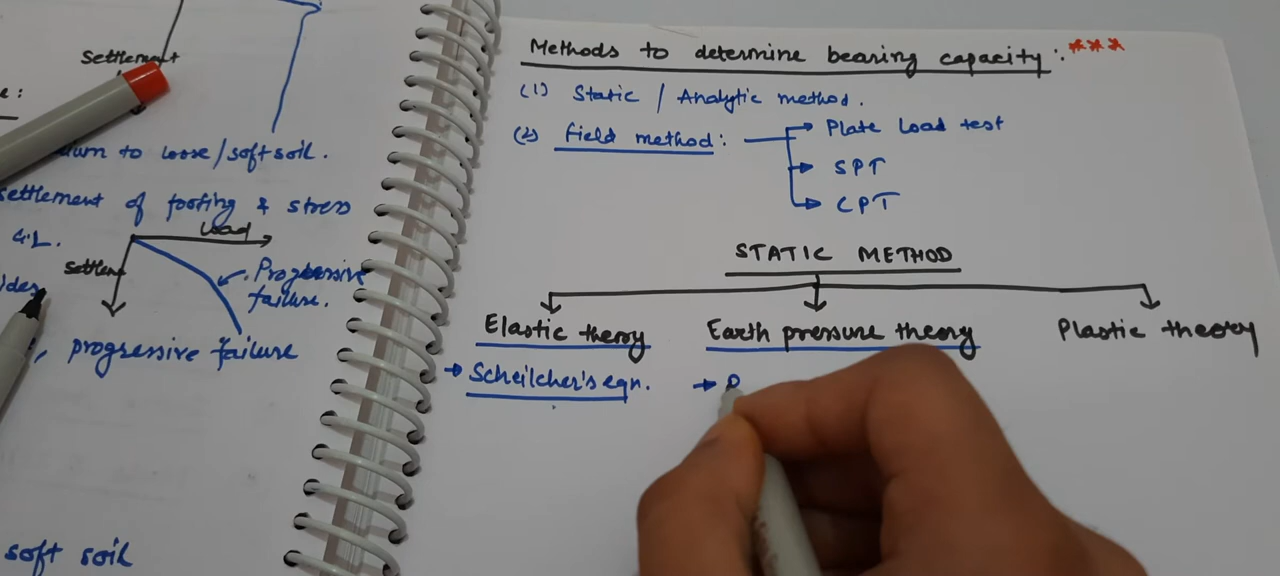 Settlement
e:
to loose/soft soil.
settlement of footing & stress
G.L.
Load
Settlem
Progressive
failure.
, progressive failure
soft soil
Methods to determine bearing capacity: ***
(1) Static / Analytic method.
(2) field method:
Plate Load test
SPT
CPT
STATIC METHOD
Elastic theory
Earth pressure theory
Plastic theory
→ Scheilcher's eqn.
→